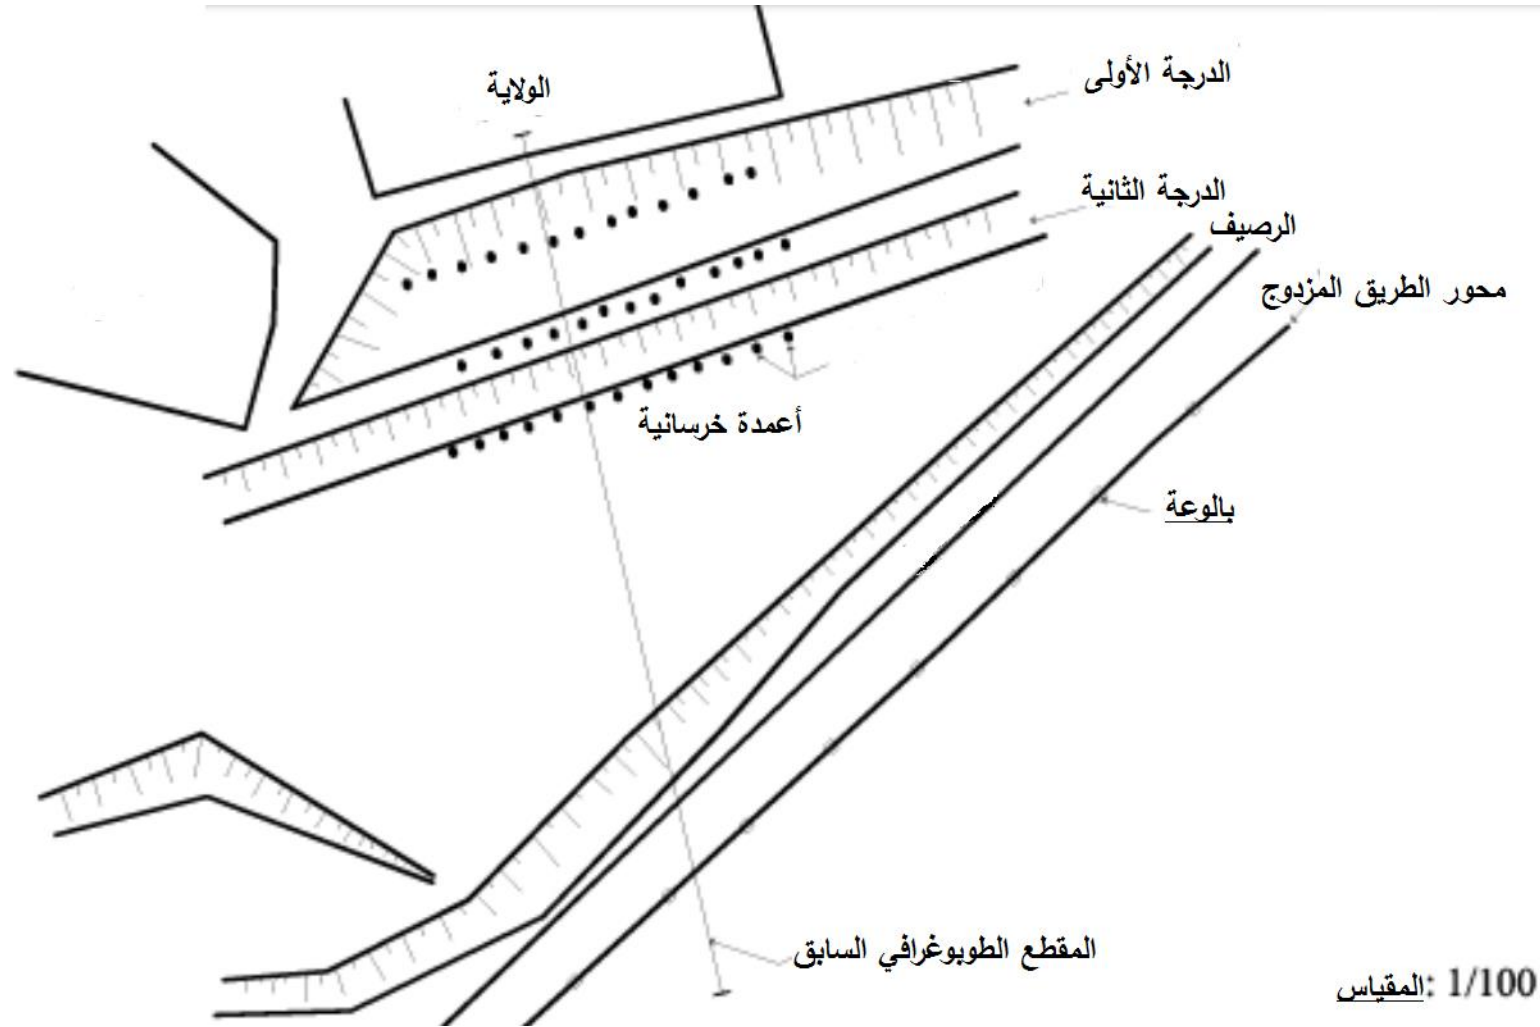 الدرجة الأولى
الولاية
الدرجة الثانية
الرصيف
محور الطريق المزدوج
أعمدة خرسانية
بالوعة
المقطع الطوبوغرافي السابق
المقياس: 1/100